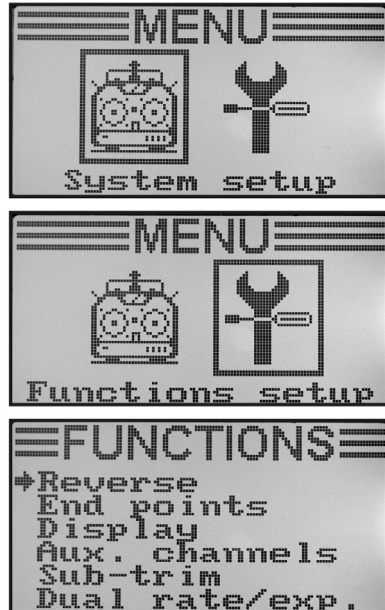 MENU
System setup
MENU
Functions setup
FUNCTIONS
Reverse
End points
Display
Aux. channels
Sub-trim
Dual rate/exp.